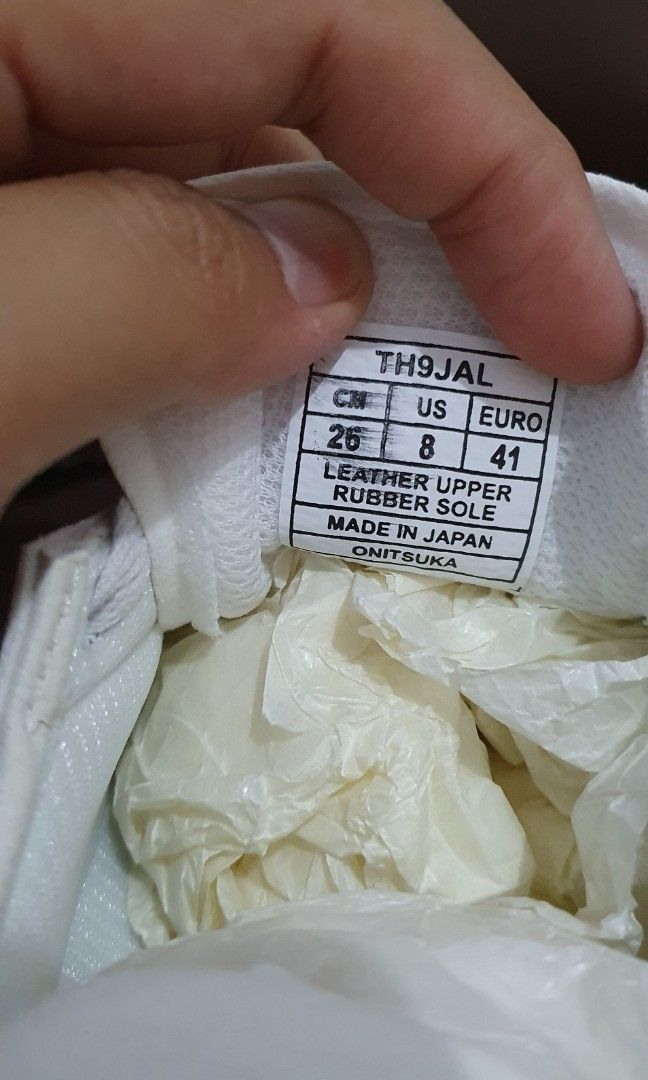 TH9JAL
CM US EURO
26 8 41
LEATHER UPPER
RUBBER SOLE
MADE IN JAPAN
ONITSUKA